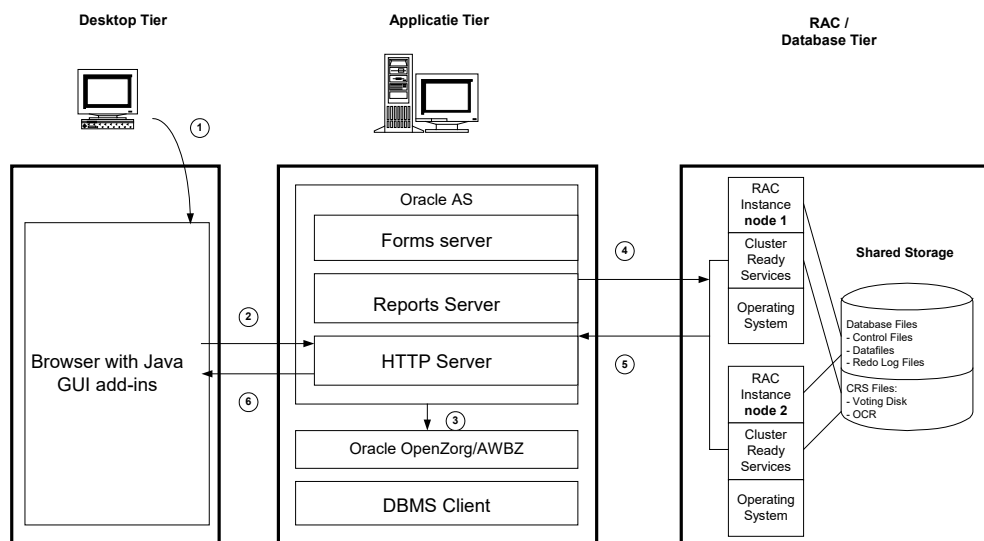 Desktop Tier
Applicatie Tier
RAC /
Database Tier
1
Browser with Java
GUI add-ins
2
6
Oracle AS
Forms server
Reports Server
HTTP Server
3
Oracle OpenZorg/AWBZ
DBMS Client
4
5
RAC
Instance
node 1
Cluster
Ready
Services
Operating
System
RAC
Instance
node 2
Cluster
Ready
Services
Operating
System
Shared Storage
Database Files
- Control Files
- Datafiles
- Redo Log Files
CRS Files:
- Voting Disk
- OCR